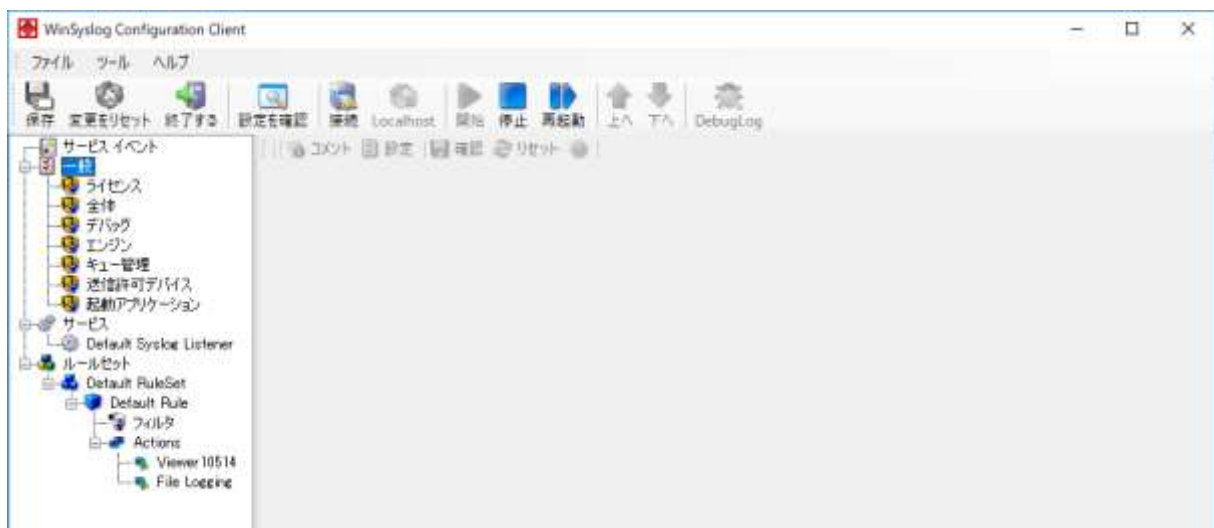 WinSyslog Configuration Client
ファイル ツール ヘルプ
保存 変更をリセット 終了する 設定を確認 接続 Localhost 開始 停止 再起動 上へ 下へ DebugLog
サービス イベント
コメント 設定 確認 リセット
一般
ライセンス
全体
デバッグ
エンジン
キュー管理
送信許可デバイス
起動アプリケーション
サービス
Default Syslog Listener
ルールセット
Default RuleSet
Default Rule
フィルタ
Actions
Viewer10514
File Logging